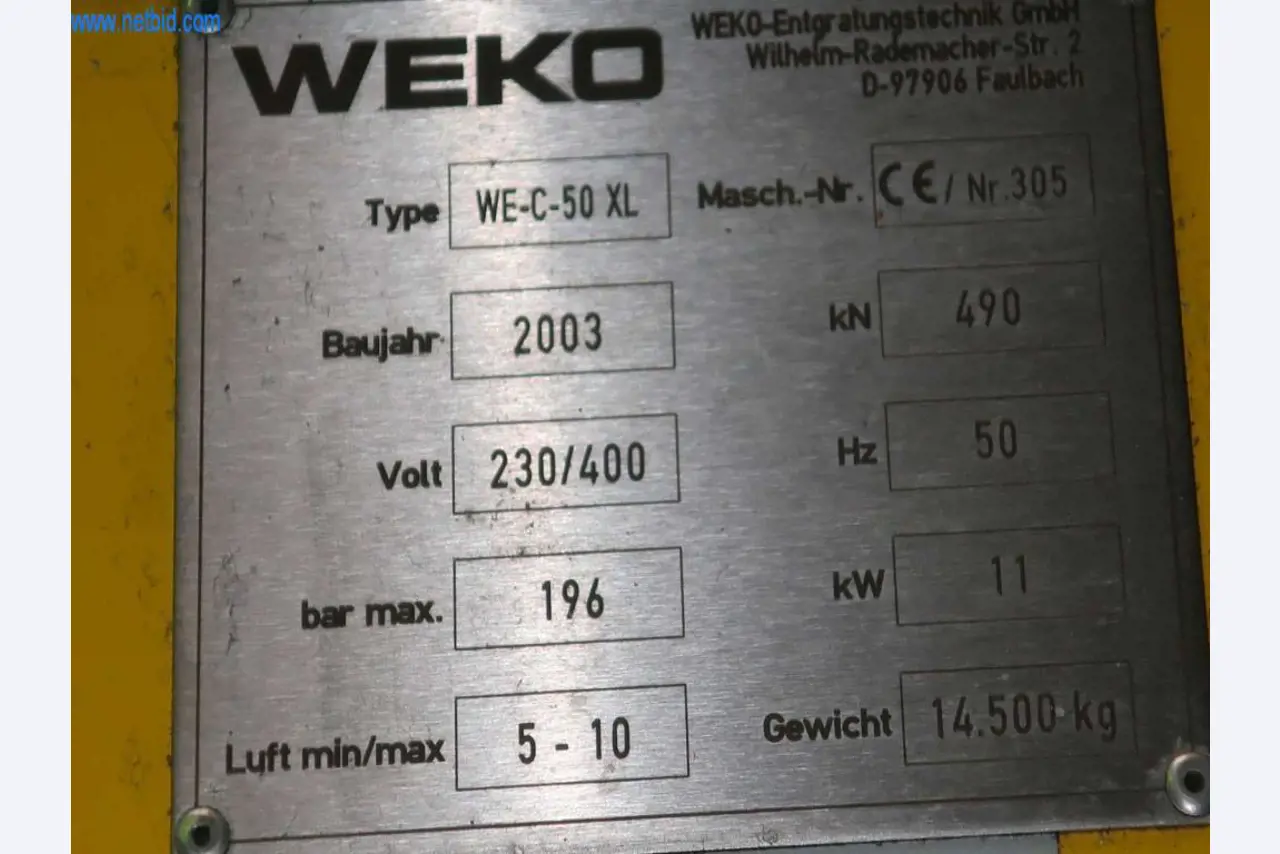 www.netbid.com
WEKO
WEKO-Entgratungstechnik GmbH
Wilhelm-Rademacher-Str. 2
D-97906 Faulbach
Type WE-C-50 XL Masch.-Nr. CE / Nr.305
Baujahr 2003 kN 490
Volt 230/400 Hz 50
bar max. 196 kW 11
Luft min/max 5 - 10 Gewicht 14.500 kg